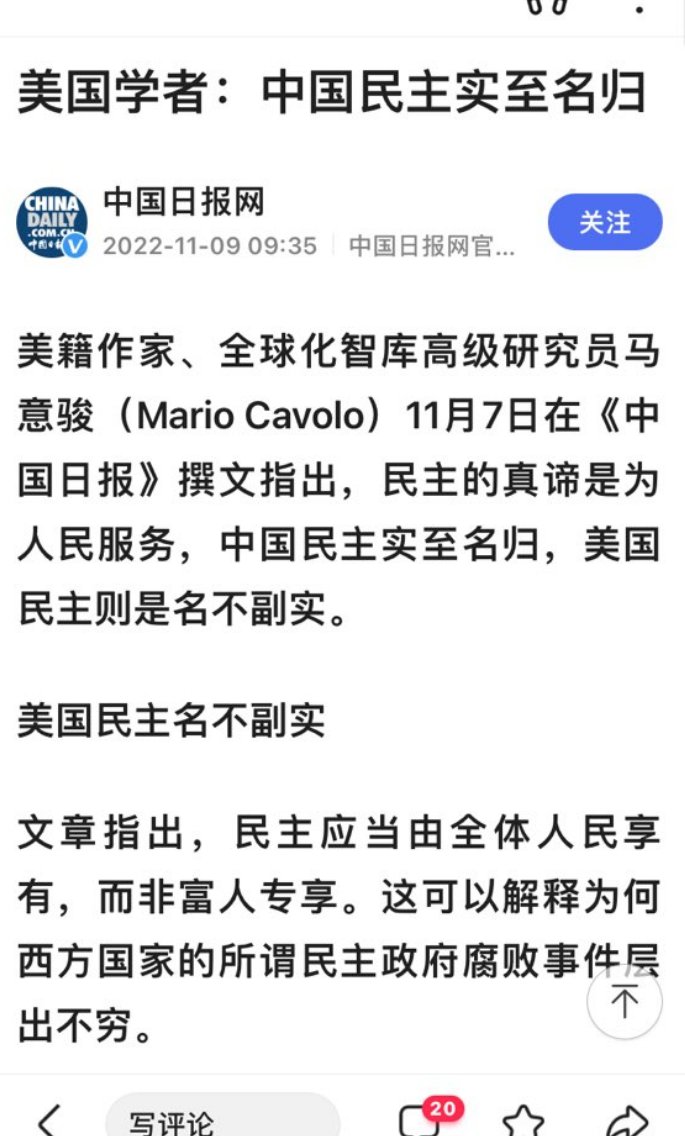 美国学者：中国民主实至名归
CHINA
DAILY
.COM.CN
中国日报网
2022-11-09 09:35
中国日报网官...
关注
美籍作家、全球化智库高级研究员马
意骏（Mario Cavolo）11月7日在《中
国日报》撰文指出，民主的真谛是为
人民服务，中国民主实至名归，美国
民主则是名不副实。
美国民主名不副实
文章指出，民主应当由全体人民享
有，而非富人专享。这可以解释为何
西方国家的所谓民主政府腐败事件层
出不穷。
写评论
20